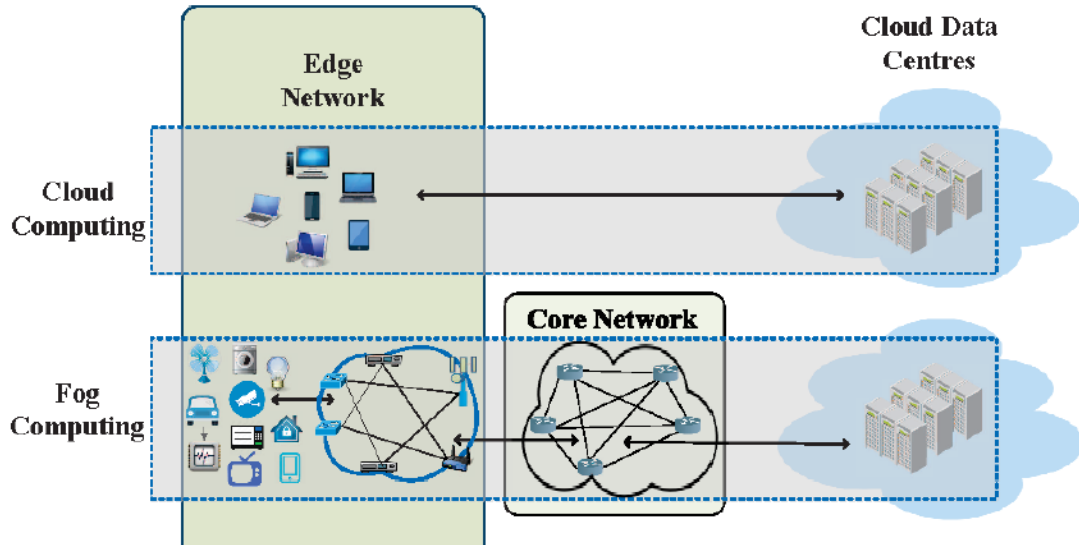 Cloud Data
Centres
Edge
Network
Cloud
Computing
Core Network
Fog
Computing